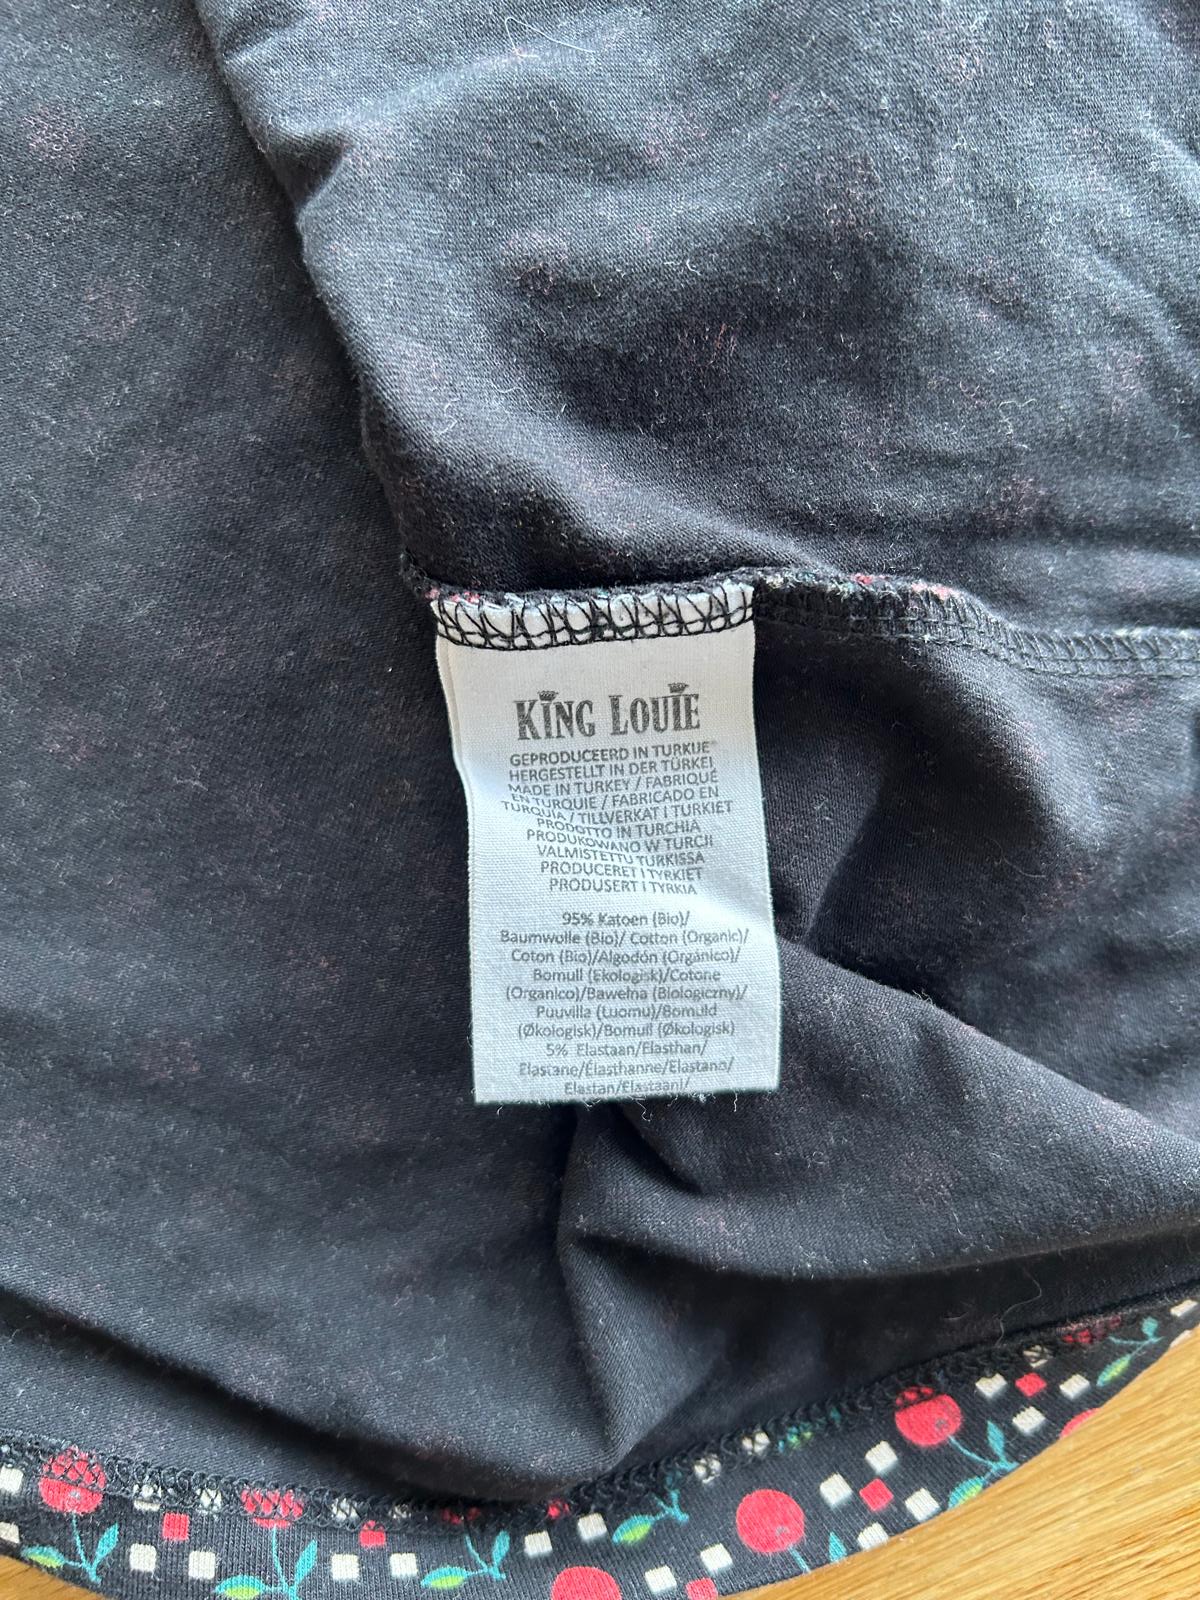 KING LOUIE
GEPRODUCEERD IN TURKIJE
HERGESTELLT IN DER TÜRKEI
MADE IN TURKEY / FABRIQUÉ
EN TURQUIE / FABRICADO EN
TURQUIA / TILLVERKAT I TURKIET
PRODOTTO IN TURCHIA
PRODUKOWANO W TURCJI
VALMISTETTU TURKISSA
PRODUCERET I TYRKIET
PRODUSERT I TYRKIA
95% Katoen (Bio)/
Baumwolle (Bio)/ Cotton (Organic)/
Coton (Bio)/Algodón (Orgánico)/
Bomull (Ekologisk)/Cotone
(Organico)/Bawełna (Biologiczny)/
Puuvilla (Luomu)/Bomuld
(Økologisk)/Bomull (Økologisk)
5% Elastaan/Elasthan/
Elastane/Élasthanne/Elastano/
Elastan/Elastaani/